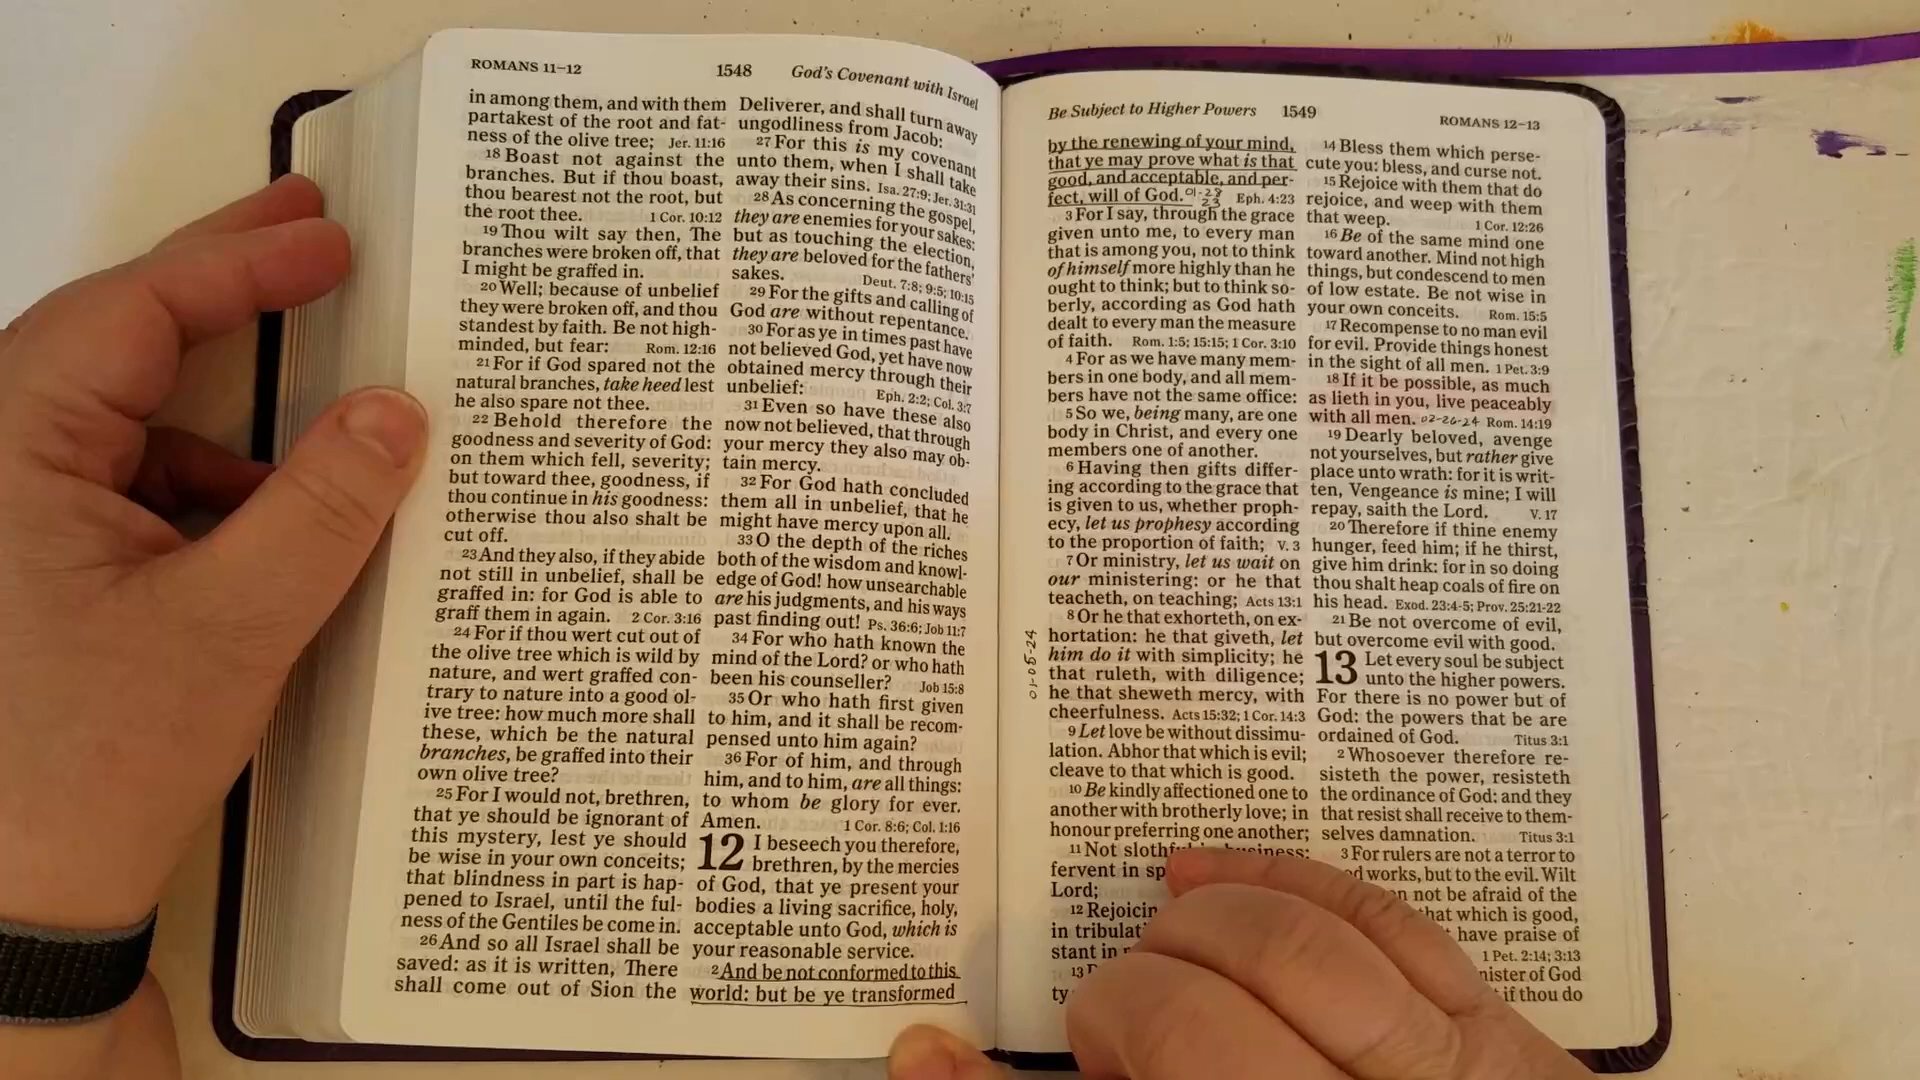 ROMANS 11–12 1548 God's Covenant with Israel
in among them, and with them
partakest of the root and fat-
ness of the olive tree; Jer. 11:16
18 Boast not against the
branches. But if thou boast,
thou bearest not the root, but
the root thee. 1 Cor. 10:12
19 Thou wilt say then, The
branches were broken off, that
I might be graffed in.
20 Well; because of unbelief
they were broken off, and thou
standest by faith. Be not high-
minded, but fear: Rom. 12:16
21 For if God spared not the
natural branches, take heed lest
he also spare not thee.
22 Behold therefore the
goodness and severity of God:
on them which fell, severity;
but toward thee, goodness, if
thou continue in his goodness:
otherwise thou also shalt be
cut off.
23 And they also, if they abide
not still in unbelief, shall be
graffed in: for God is able to
graff them in again. 2 Cor. 3:16
24 For if thou wert cut out of
the olive tree which is wild by
nature, and wert graffed con-
trary to nature into a good ol-
ive tree: how much more shall
these, which be the natural
branches, be graffed into their
own olive tree?
25 For I would not, brethren,
that ye should be ignorant of
this mystery, lest ye should
be wise in your own conceits;
that blindness in part is hap-
pened to Israel, until the ful-
ness of the Gentiles be come in.
26 And so all Israel shall be
saved: as it is written, There
shall come out of Sion the
Deliverer, and shall turn away
ungodliness from Jacob:
27 For this is my covenant
unto them, when I shall take
away their sins. Isa. 27:9; Jer. 31:31
28 As concerning the gospel,
they are enemies for your sakes:
but as touching the election,
they are beloved for the fathers'
sakes. Deut. 7:8; 9:5; 10:15
29 For the gifts and calling of
God are without repentance.
30 For as ye in times past have
not believed God, yet have now
obtained mercy through their
unbelief: Eph. 2:2; Col. 3:7
31 Even so have these also
now not believed, that through
your mercy they also may ob-
tain mercy.
32 For God hath concluded
them all in unbelief, that he
might have mercy upon all.
33 O the depth of the riches
both of the wisdom and knowl-
edge of God! how unsearchable
are his judgments, and his ways
past finding out! Ps. 36:6; Job 11:7
34 For who hath known the
mind of the Lord? or who hath
been his counseller? Job 15:8
35 Or who hath first given
to him, and it shall be recom-
pensed unto him again?
36 For of him, and through
him, and to him, are all things:
to whom be glory for ever.
Amen. 1 Cor. 8:6; Col. 1:16
12 I beseech you therefore,
brethren, by the mercies
of God, that ye present your
bodies a living sacrifice, holy,
acceptable unto God, which is
your reasonable service.
2 And be not conformed to this
world: but be ye transformed
Be Subject to Higher Powers 1549 ROMANS 12–13
by the renewing of your mind,
that ye may prove what is that
good, and acceptable, and per-
fect, will of God. 01-23 23 Eph. 4:23
3 For I say, through the grace
given unto me, to every man
that is among you, not to think
of himself more highly than he
ought to think; but to think so-
berly, according as God hath
dealt to every man the measure
of faith. Rom. 1:5; 15:15; 1 Cor. 3:10
4 For as we have many mem-
bers in one body, and all mem-
bers have not the same office:
5 So we, being many, are one
body in Christ, and every one
members one of another.
6 Having then gifts differ-
ing according to the grace that
is given to us, whether proph-
ecy, let us prophesy according
to the proportion of faith; V. 3
7 Or ministry, let us wait on
our ministering: or he that
teacheth, on teaching; Acts 13:1
8 Or he that exhorteth, on ex-
hortation: he that giveth, let
him do it with simplicity; he
that ruleth, with diligence;
he that sheweth mercy, with
cheerfulness. Acts 15:32; 1 Cor. 14:3
01-05-24
9 Let love be without dissimu-
lation. Abhor that which is evil;
cleave to that which is good.
10 Be kindly affectioned one to
another with brotherly love; in
honour preferring one another;
11 Not slothful business;
fervent in sp
Lord;
12 Rejoicin
in tribulat
stant in
13
ty
14 Bless them which perse-
cute you: bless, and curse not.
15 Rejoice with them that do
rejoice, and weep with them
that weep. 1 Cor. 12:26
16 Be of the same mind one
toward another. Mind not high
things, but condescend to men
of low estate. Be not wise in
your own conceits. Rom. 15:5
17 Recompense to no man evil
for evil. Provide things honest
in the sight of all men. 1 Pet. 3:9
18 If it be possible, as much
as lieth in you, live peaceably
with all men. 02-26-24 Rom. 14:19
19 Dearly beloved, avenge
not yourselves, but rather give
place unto wrath: for it is writ-
ten, Vengeance is mine; I will
repay, saith the Lord. V. 17
20 Therefore if thine enemy
hunger, feed him; if he thirst,
give him drink: for in so doing
thou shalt heap coals of fire on
his head. Exod. 23:4-5; Prov. 25:21-22
21 Be not overcome of evil,
but overcome evil with good.
13 Let every soul be subject
unto the higher powers.
For there is no power but of
God: the powers that be are
ordained of God. Titus 3:1
2 Whosoever therefore re-
sisteth the power, resisteth
the ordinance of God: and they
that resist shall receive to them-
selves damnation. Titus 3:1
3 For rulers are not a terror to
works, but to the evil. Wilt
not be afraid of the
that which is good,
have praise of
1 Pet. 2:14; 3:13
nister of God
if thou do